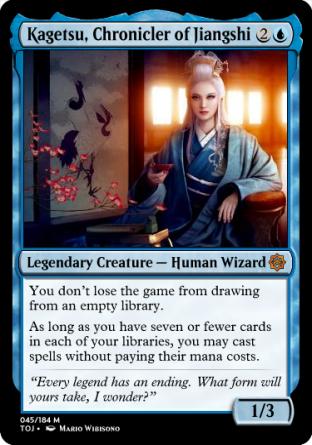 Kagetsu, Chronicler of Jiangshi 2
Legendary Creature — Human Wizard
You don't lose the game from drawing
from an empty library.
As long as you have seven or fewer cards
in each of your libraries, you may cast
spells without paying their mana costs.
"Every legend has an ending. What form will
yours take, I wonder?"
1/3
045/184 M
TOJ • Mario Wibisono